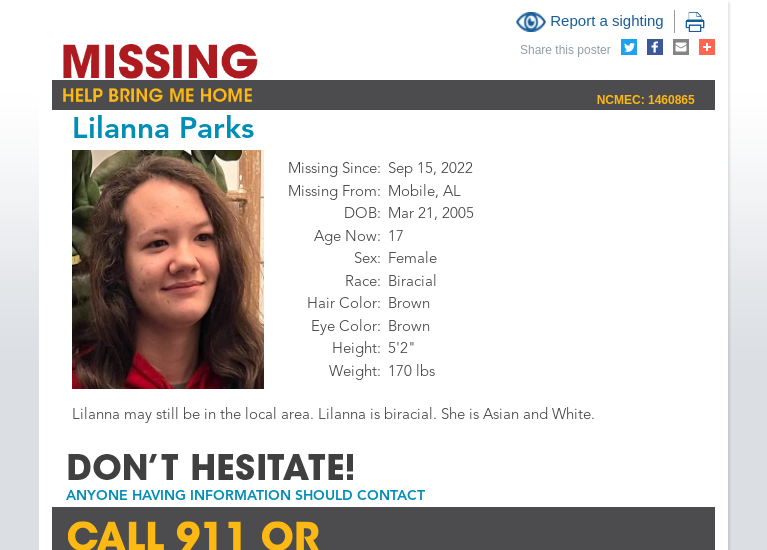 Report a sighting
Share this poster
MISSING
HELP BRING ME HOME
NCMEC: 1460865
Lilanna Parks
Missing Since: Sep 15, 2022
Missing From: Mobile, AL
DOB: Mar 21, 2005
Age Now: 17
Sex: Female
Race: Biracial
Hair Color: Brown
Eye Color: Brown
Height: 5'2"
Weight: 170 lbs
Lilanna may still be in the local area. Lilanna is biracial. She is Asian and White.
DON'T HESITATE!
ANYONE HAVING INFORMATION SHOULD CONTACT
CALL 911 OR